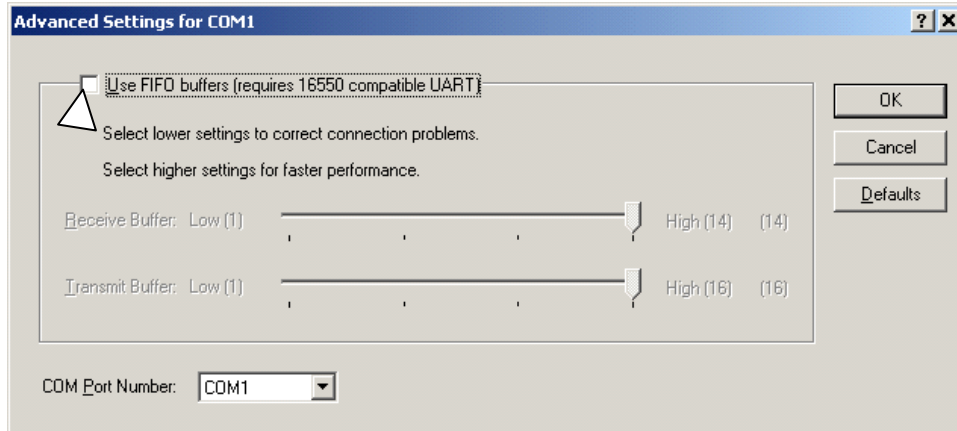 Advanced Settings for COM1
Use FIFO buffers (requires 16550 compatible UART)
OK
Select lower settings to correct connection problems.
Cancel
Select higher settings for faster performance.
Defaults
Receive Buffer: Low (1) High (14) (14)
Transmit Buffer: Low (1) High (16) (16)
COM Port Number: COM1